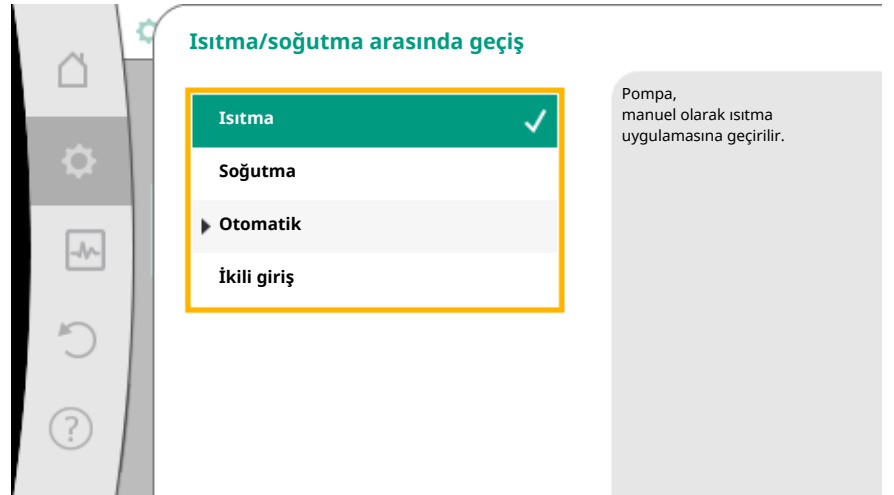 Isıtma/soğutma arasında geçiş
Isıtma
Soğutma
Otomatik
İkili giriş
Pompa,
manuel olarak ısıtma
uygulamasına geçirilir.